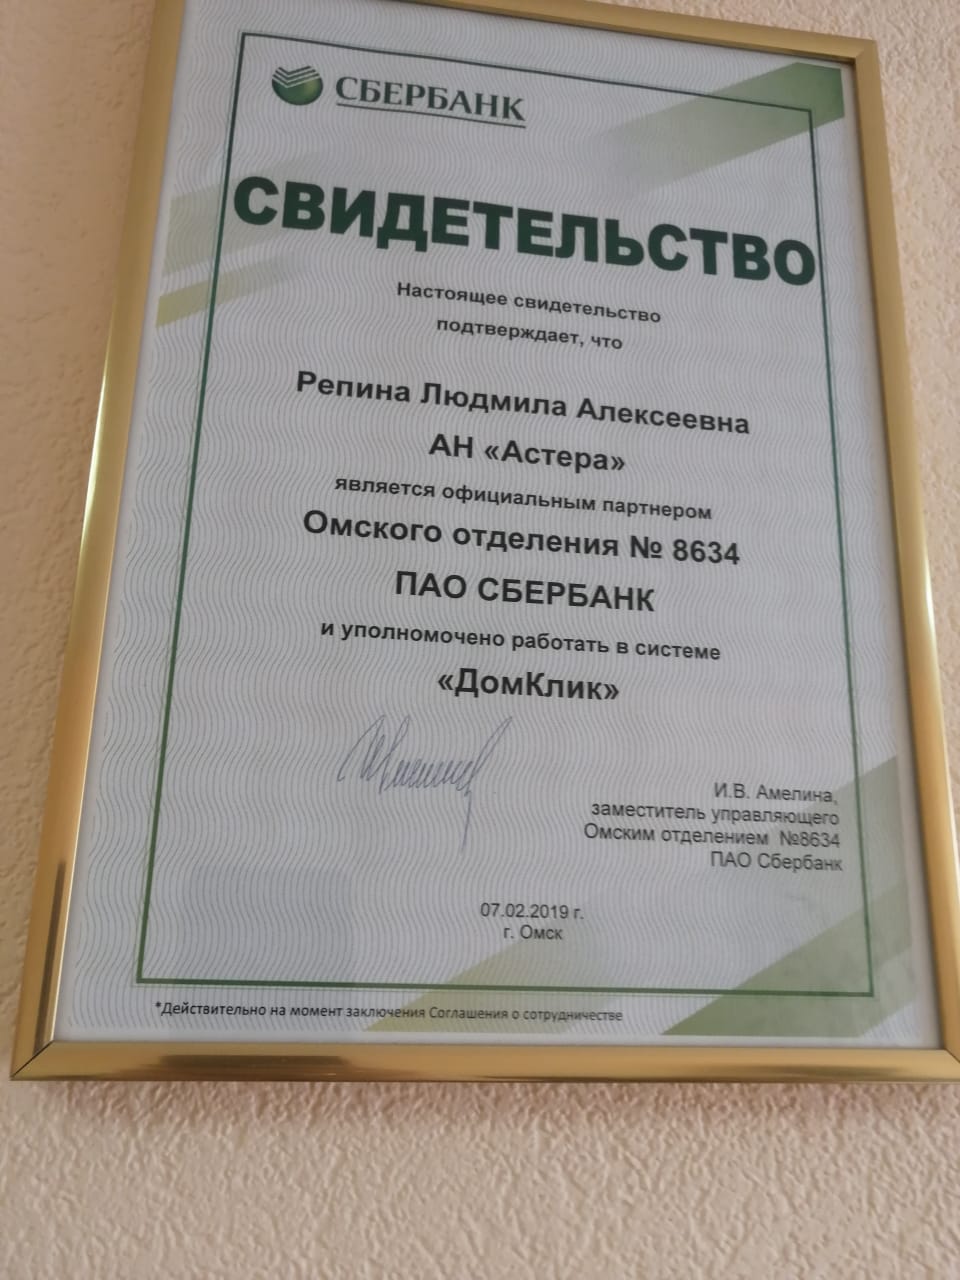 СБЕРБАНК
СВИДЕТЕЛЬСТВО
Настоящее свидетельство
подтверждает, что
Репина Людмила Алексеевна
АН «Астера»
является официальным партнером
Омского отделения № 8634
ПАО СБЕРБАНК
и уполномочено работать в системе
«ДомКлик»
И.В. Амелина,
заместитель управляющего
Омским отделением №8634
ПАО Сбербанк
07.02.2019 г.
г. Омск
*Действительно на момент заключения Соглашения о сотрудничестве